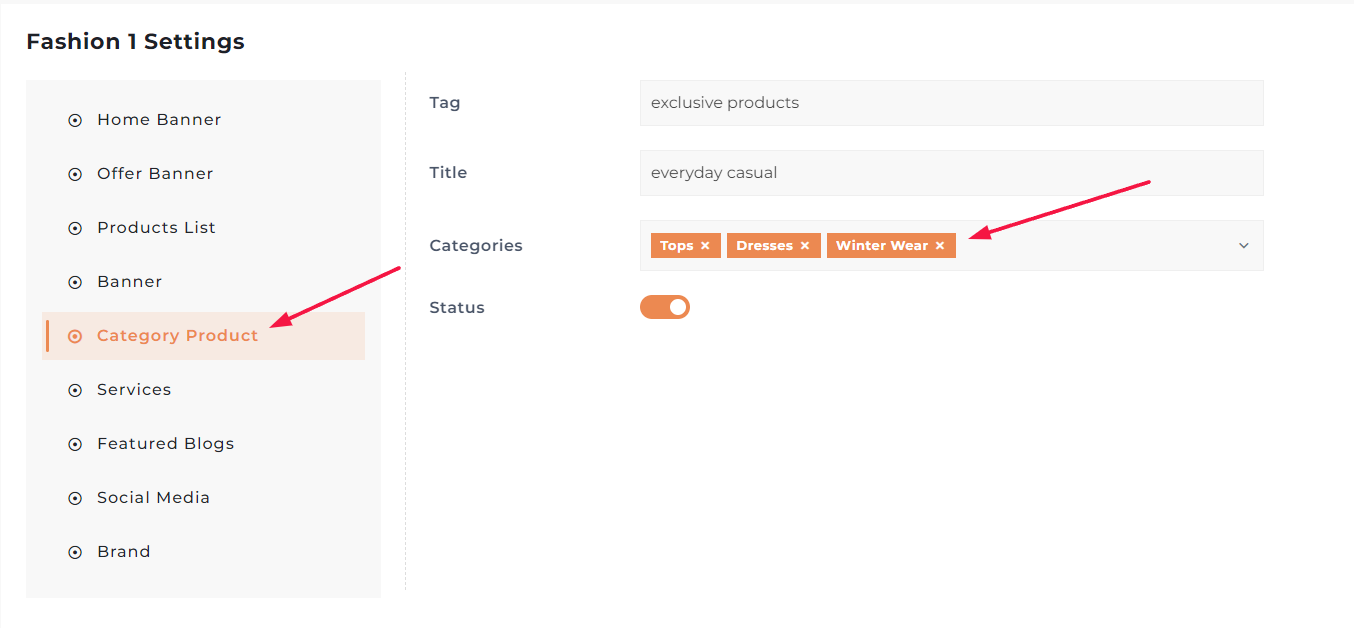 Fashion 1 Settings
Home Banner
Offer Banner
Products List
Banner
Category Product
Services
Featured Blogs
Social Media
Brand
Tag
exclusive products
Title
everyday casual
Categories
Tops × Dresses × Winter Wear ×
Status